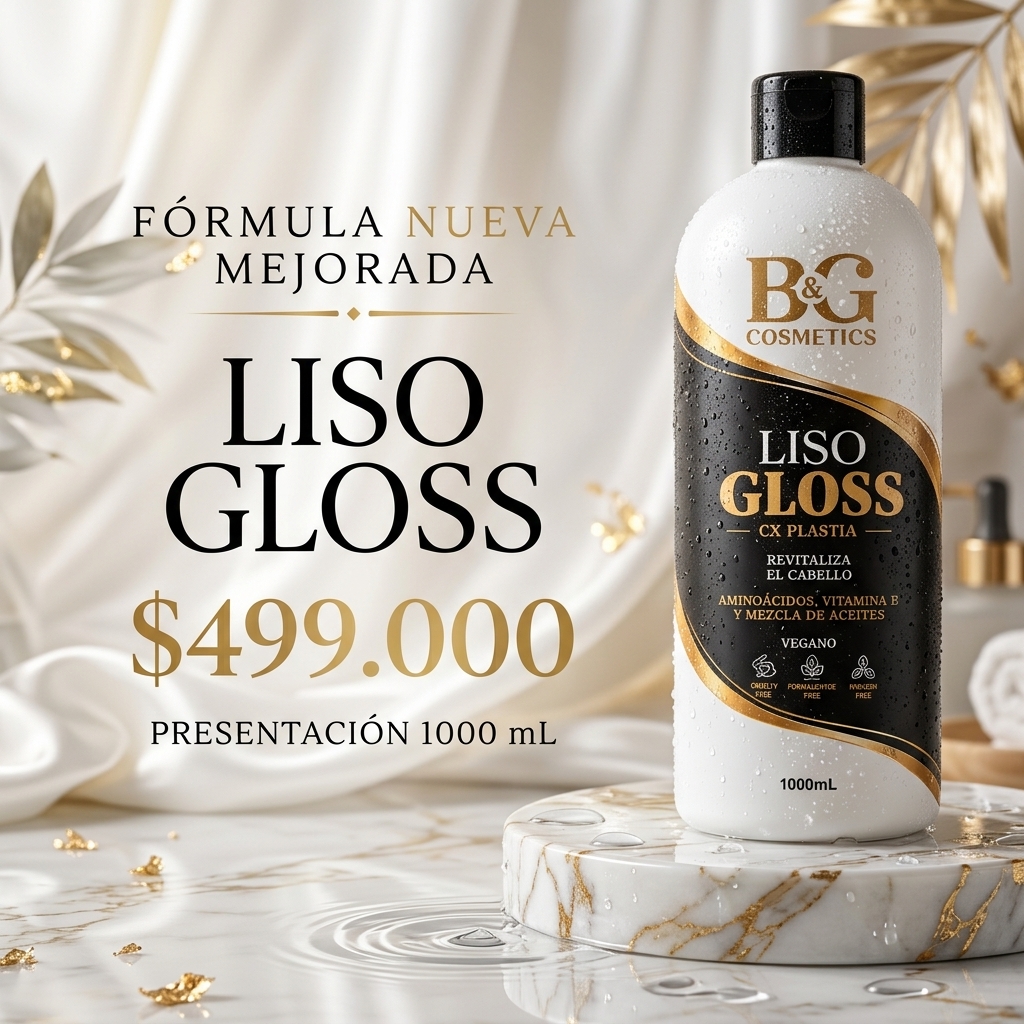 FÓRMULA NUEVA
MEJORADA
LISO
GLOSS
$499.000
PRESENTACIÓN 1000 mL
B&G
COSMETICS
LISO
GLOSS
CX PLASTIA
REVITALIZA
EL CABELLO
AMINOÁCIDOS, VITAMINA E
Y MEZCLA DE ACEITES
VEGANO
CRUELTY
FREE
FREE
FREE
1000mL